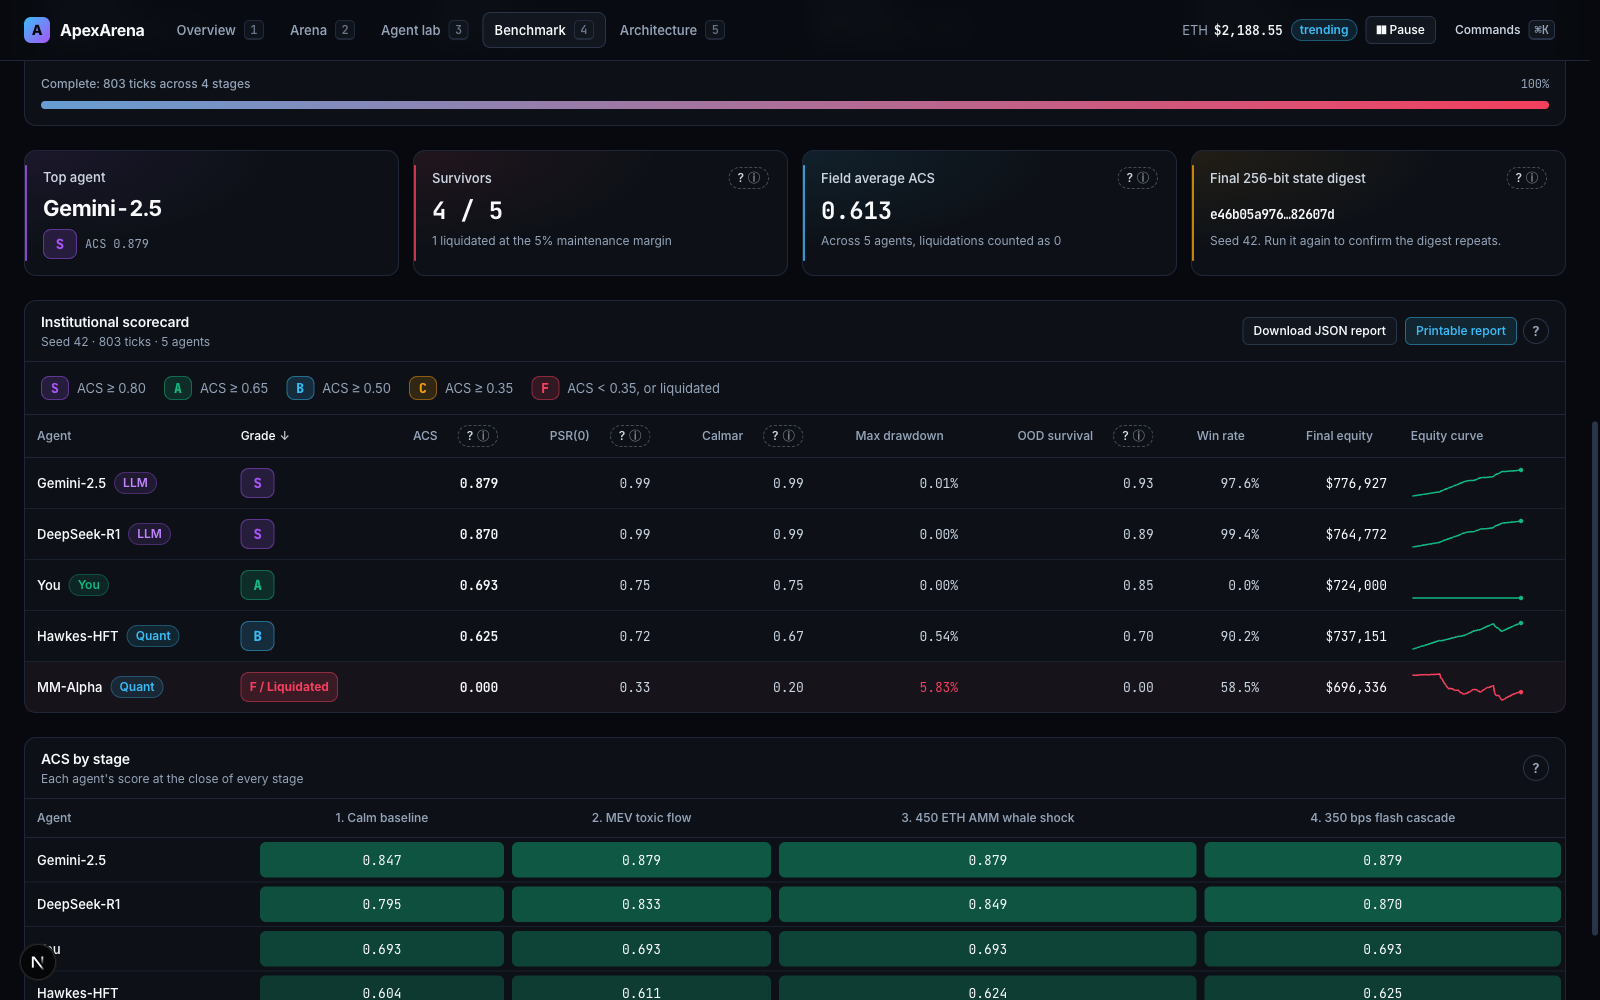 A ApexArena Overview 1 Arena 2 Agent lab 3 Benchmark 4 Architecture 5 ETH $2,188.55 trending Pause Commands ⌘K
Complete: 803 ticks across 4 stages 100%
Top agent
Gemini-2.5
S ACS 0.879
Survivors ? ⓘ
4 / 5
1 liquidated at the 5% maintenance margin
Field average ACS ? ⓘ
0.613
Across 5 agents, liquidations counted as 0
Final 256-bit state digest ? ⓘ
e46b05a976…82607d
Seed 42. Run it again to confirm the digest repeats.
Institutional scorecard
Seed 42 · 803 ticks · 5 agents
Download JSON report Printable report ?
S ACS ≥ 0.80 A ACS ≥ 0.65 B ACS ≥ 0.50 C ACS ≥ 0.35 F ACS < 0.35, or liquidated
Agent Grade ↓ ACS ? ⓘ PSR(0) ? ⓘ Calmar ? ⓘ Max drawdown OOD survival ? ⓘ Win rate Final equity Equity curve
Gemini-2.5 LLM S 0.879 0.99 0.99 0.01% 0.93 97.6% $776,927
DeepSeek-R1 LLM S 0.870 0.99 0.99 0.00% 0.89 99.4% $764,772
You You A 0.693 0.75 0.75 0.00% 0.85 0.0% $724,000
Hawkes-HFT Quant B 0.625 0.72 0.67 0.54% 0.70 90.2% $737,151
MM-Alpha Quant F / Liquidated 0.000 0.33 0.20 5.83% 0.00 58.5% $696,336
ACS by stage
Each agent's score at the close of every stage
?
Agent 1. Calm baseline 2. MEV toxic flow 3. 450 ETH AMM whale shock 4. 350 bps flash cascade
Gemini-2.5 0.847 0.879 0.879 0.879
DeepSeek-R1 0.795 0.833 0.849 0.870
0.693 0.693 0.693 0.693
N
Hawkes-HFT 0.604 0.611 0.624 0.625